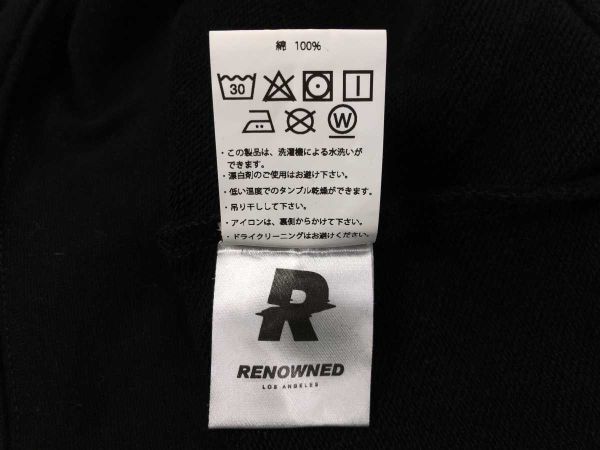 綿 100%
30
W
・この製品は、洗濯機による水洗いが
できます。
・漂白剤のご使用はお避け下さい。
・低い温度でのタンブル乾燥ができます。
・吊り干しして下さい。
・アイロンは、裏側からかけて下さい。
・ドライクリーニングはお避けください。
R
RENOWNED
LOS ANGELES